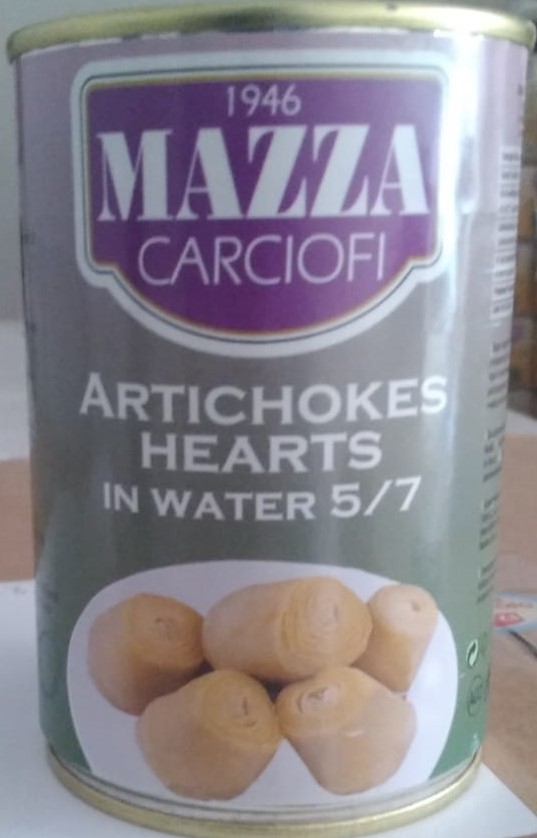 1946
MAZZA
CARCIOFI
ARTICHOKES
HEARTS
IN WATER 5/7